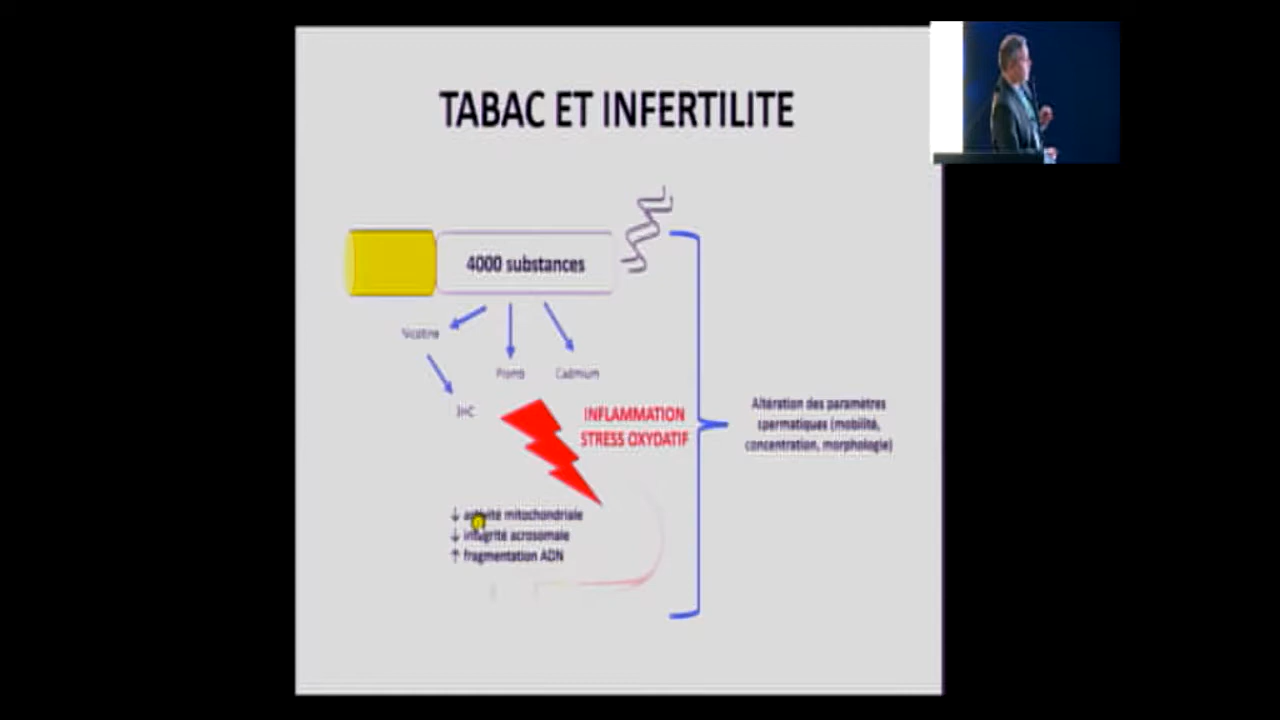 TABAC ET INFERTILITE
4000 substances
Nicotine
Plomb
Cadmium
INFLAMMATION
STRESS OXYDATIF
Altération des paramètres
spermatiques (mobilité,
concentration, morphologie)
↓ activité mitochondriale
↓ intégrité acrosomale
↑ fragmentation ADN